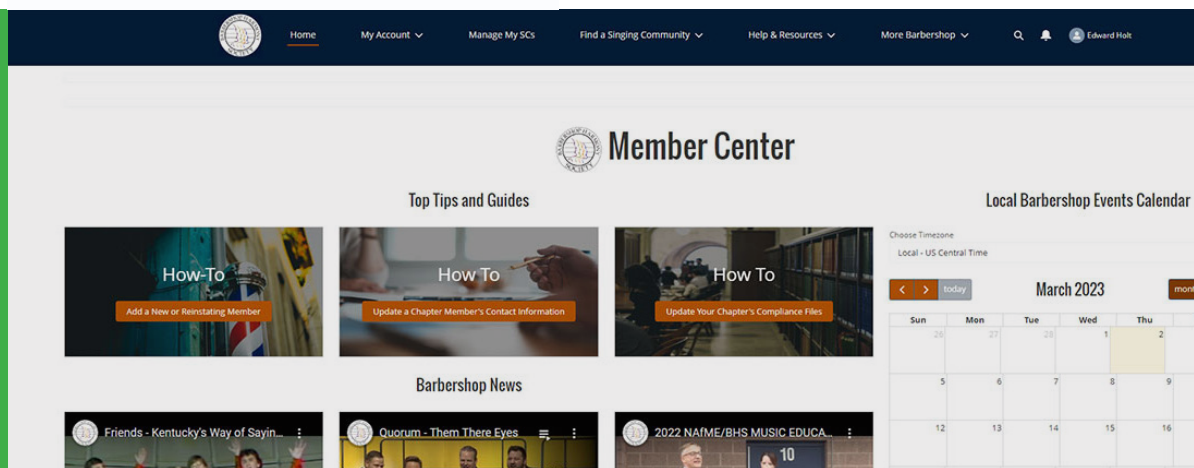 Home
My Account
Manage My SCs
Find a Singing Community
Help & Resources
More Barbershop
Edward Holt
Member Center
Top Tips and Guides
Local Barbershop Events Calendar
How-To
Add a New or Reinstating Member
How To
Update a Chapter Member's Contact Information
How To
Update Your Chapter's Compliance Files
Choose Timezone
Local - US Central Time
< > today
March 2023
Sun Mon Tue Wed Thu
26 27 28 1 2
5 6 7 8 9
12 13 14 15 16
Barbershop News
Friends - Kentucky's Way of Sayin...
Quorum - Them There Eyes
2022 NAfME/BHS MUSIC EDUCA...
10